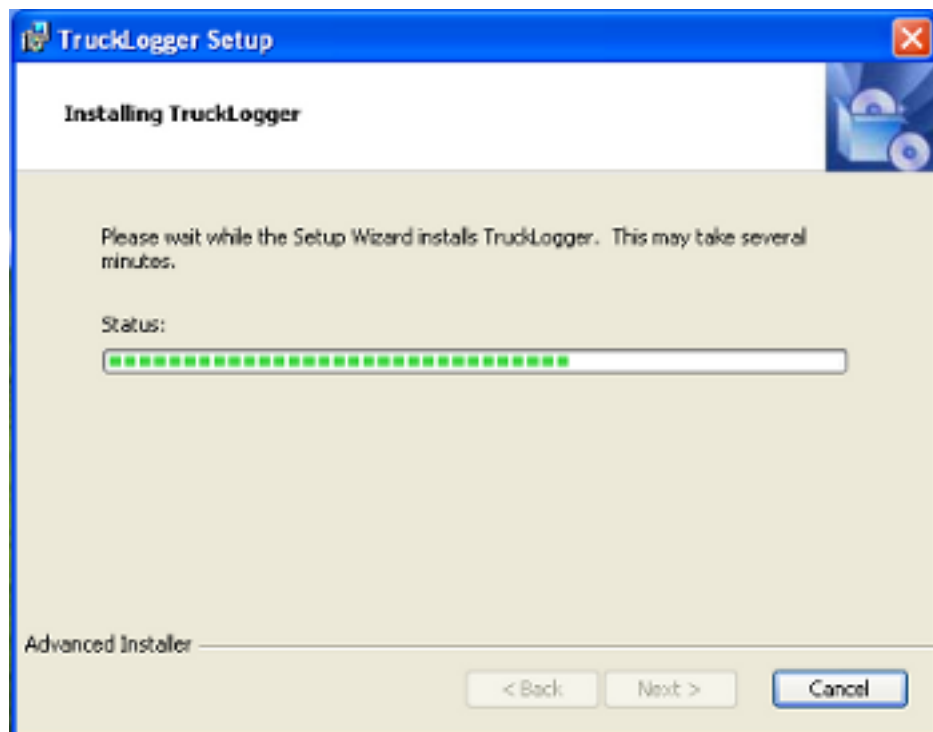 TruckLogger Setup
Installing TruckLogger
Please wait while the Setup Wizard installs TruckLogger. This may take several
minutes.
Status:
Advanced Installer
< Back
Next >
Cancel